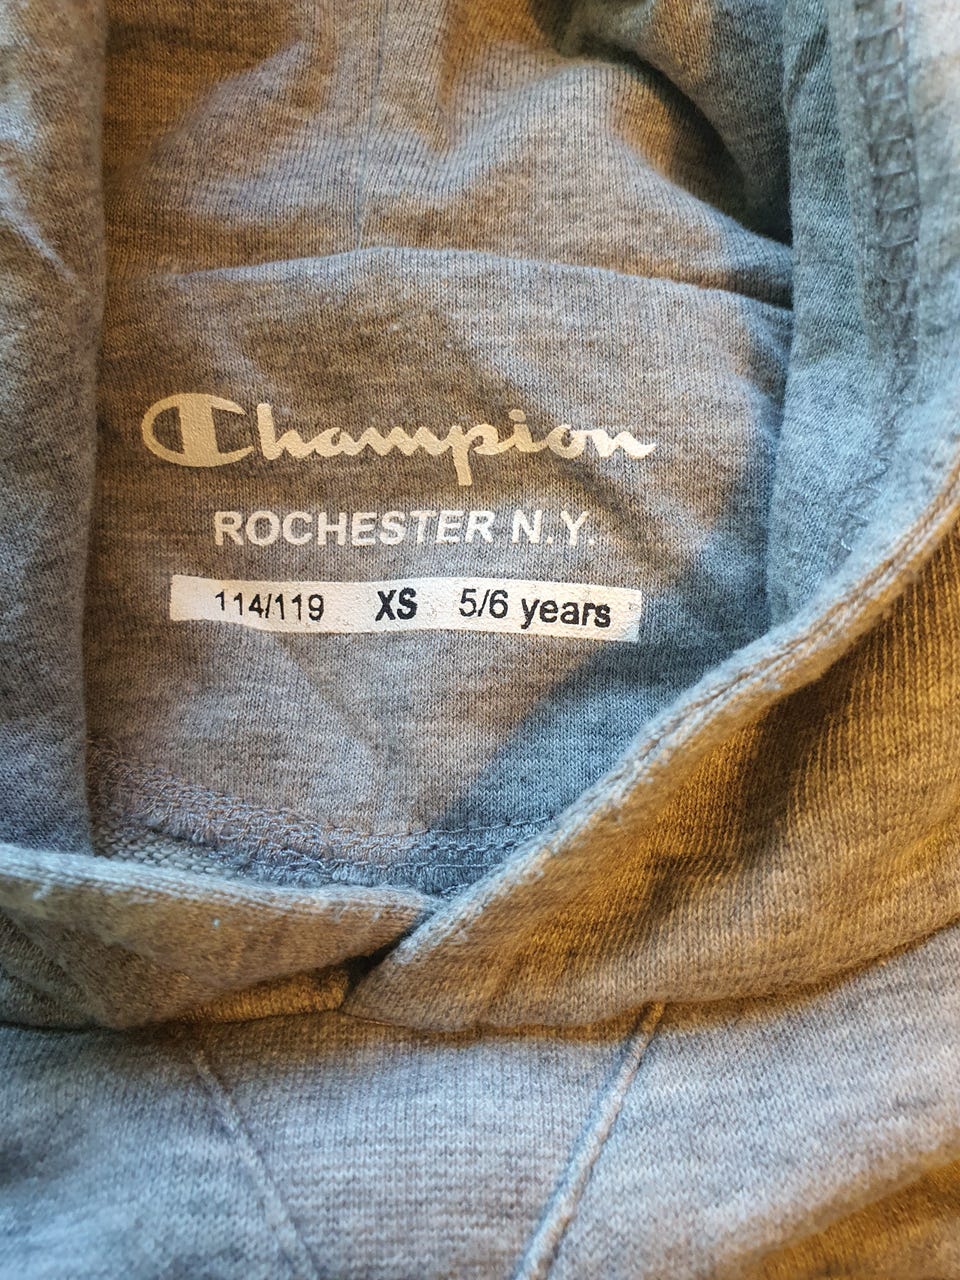 Champion
ROCHESTER N.Y.
114/119 XS 5/6 years